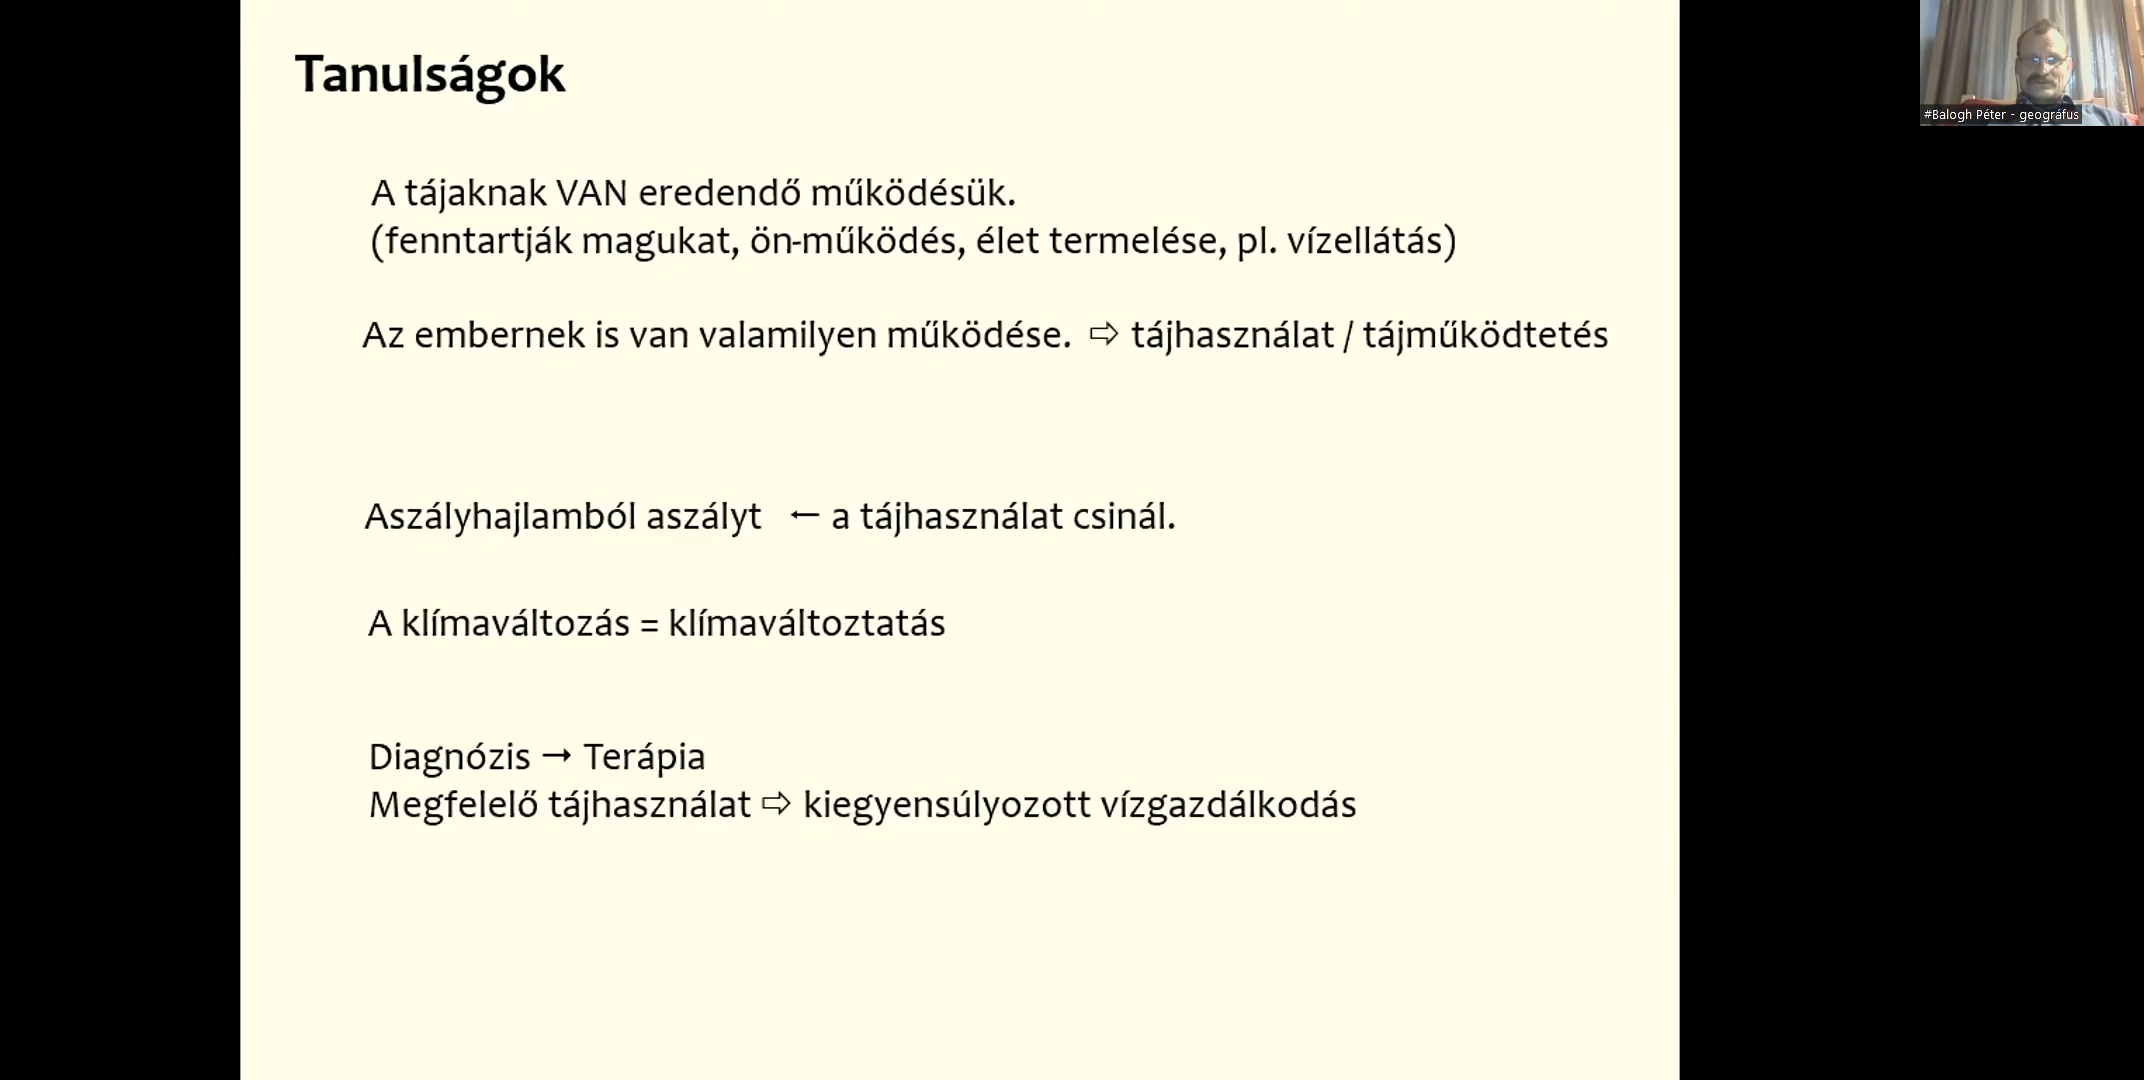 Tanulságok
#Balogh Péter - geográfus
A tájaknak VAN eredendő működésük.
(fenntartják magukat, ön-működés, élet termelése, pl. vízellátás)
Az embernek is van valamilyen működése. ⇨ tájhasználat / tájműködtetés
Aszályhajlamból aszályt ← a tájhasználat csinál.
A klímaváltozás = klímaváltoztatás
Diagnózis → Terápia
Megfelelő tájhasználat ⇨ kiegyensúlyozott vízgazdálkodás